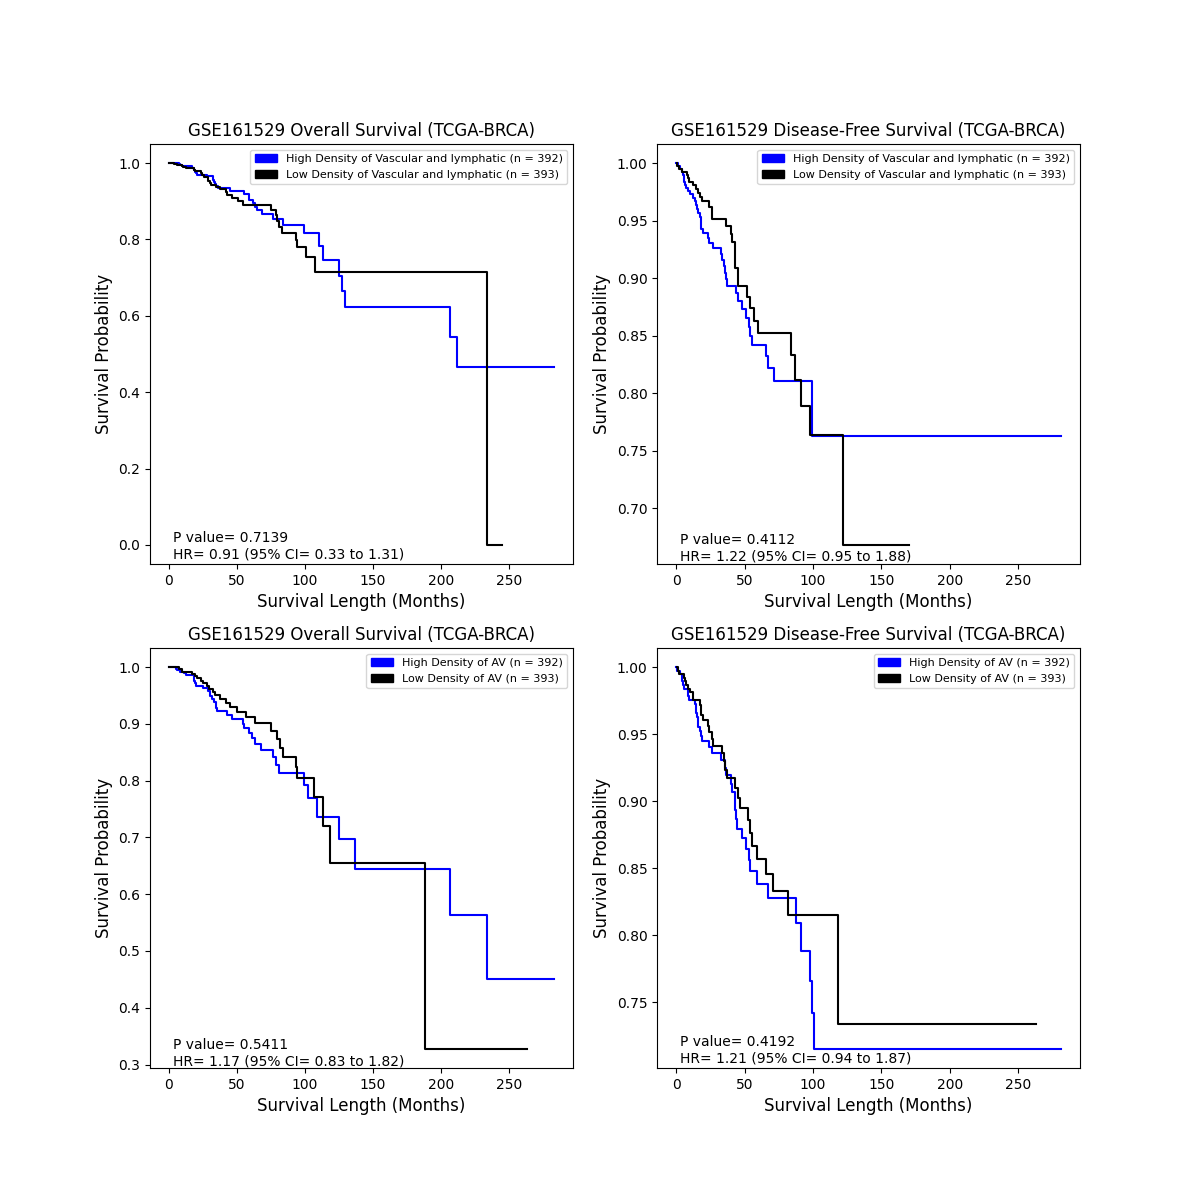 GSE161529 Overall Survival (TCGA-BRCA)
High Density of Vascular and lymphatic (n = 392)
Low Density of Vascular and lymphatic (n = 393)
1.0
0.8
0.6
0.4
0.2
0.0
Survival Probability
P value= 0.7139
HR= 0.91 (95% CI= 0.33 to 1.31)
0 50 100 150 200 250
Survival Length (Months)
GSE161529 Disease-Free Survival (TCGA-BRCA)
High Density of Vascular and lymphatic (n = 392)
Low Density of Vascular and lymphatic (n = 393)
1.00
0.95
0.90
0.85
0.80
0.75
0.70
Survival Probability
P value= 0.4112
HR= 1.22 (95% CI= 0.95 to 1.88)
0 50 100 150 200 250
Survival Length (Months)
GSE161529 Overall Survival (TCGA-BRCA)
High Density of AV (n = 392)
Low Density of AV (n = 393)
1.0
0.9
0.8
0.7
0.6
0.5
0.4
0.3
Survival Probability
P value= 0.5411
HR= 1.17 (95% CI= 0.83 to 1.82)
0 50 100 150 200 250
Survival Length (Months)
GSE161529 Disease-Free Survival (TCGA-BRCA)
High Density of AV (n = 392)
Low Density of AV (n = 393)
1.00
0.95
0.90
0.85
0.80
0.75
Survival Probability
P value= 0.4192
HR= 1.21 (95% CI= 0.94 to 1.87)
0 50 100 150 200 250
Survival Length (Months)